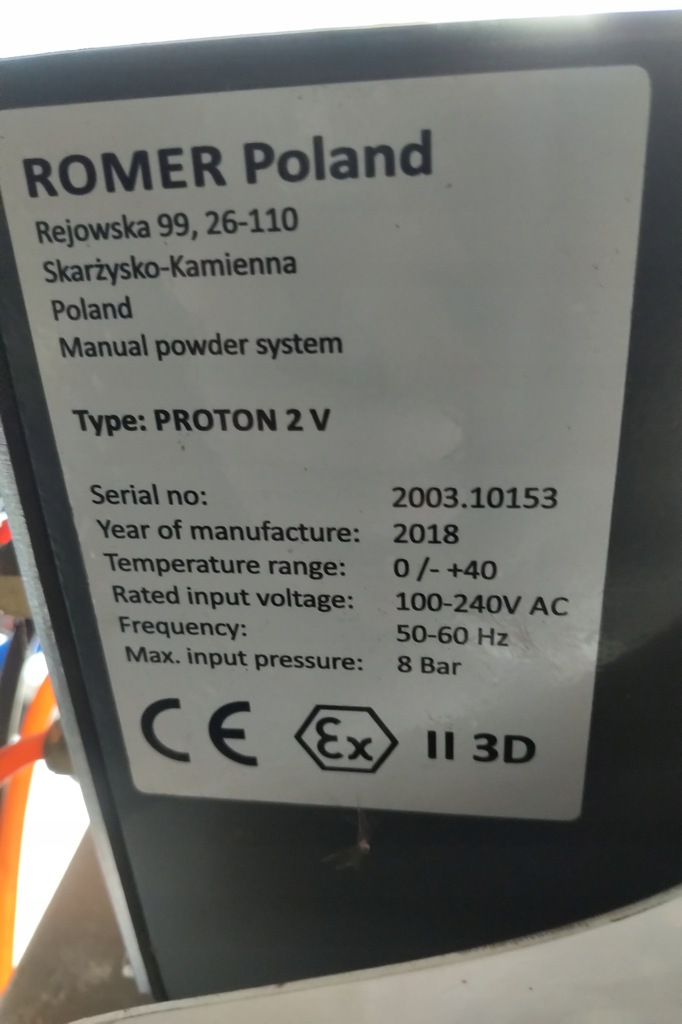 ROMER Poland
Rejowska 99, 26-110
Skarżysko-Kamienna
Poland
Manual powder system
Type: PROTON 2 V
Serial no: 2003.10153
Year of manufacture: 2018
Temperature range: 0 /- +40
Rated input voltage: 100-240V AC
Frequency: 50-60 Hz
Max. input pressure: 8 Bar
CE Ex II 3D